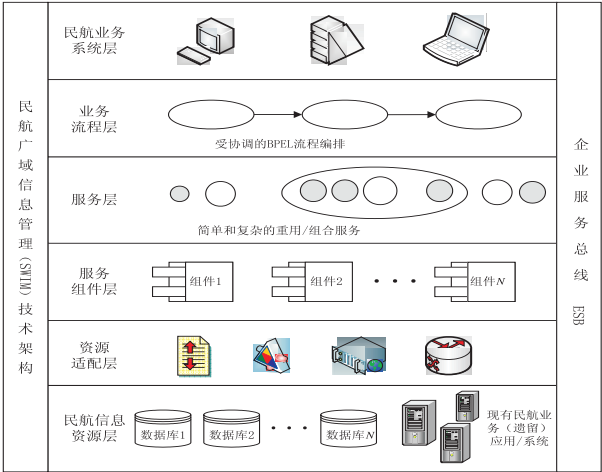 民航广域信息管理(SWIM)技术架构
民航业务
系统层
业务
流程层
受协调的BPEL流程编排
服务层
简单和复杂的重用/组合服务
服务
组件层
组件1
组件2
• • •
组件N
资源
适配层
民航信息
资源层
数据库1
数据库2
• • •
数据库N
现有民航业
务（遗留）
应用/系统
企业服务总线 ESB